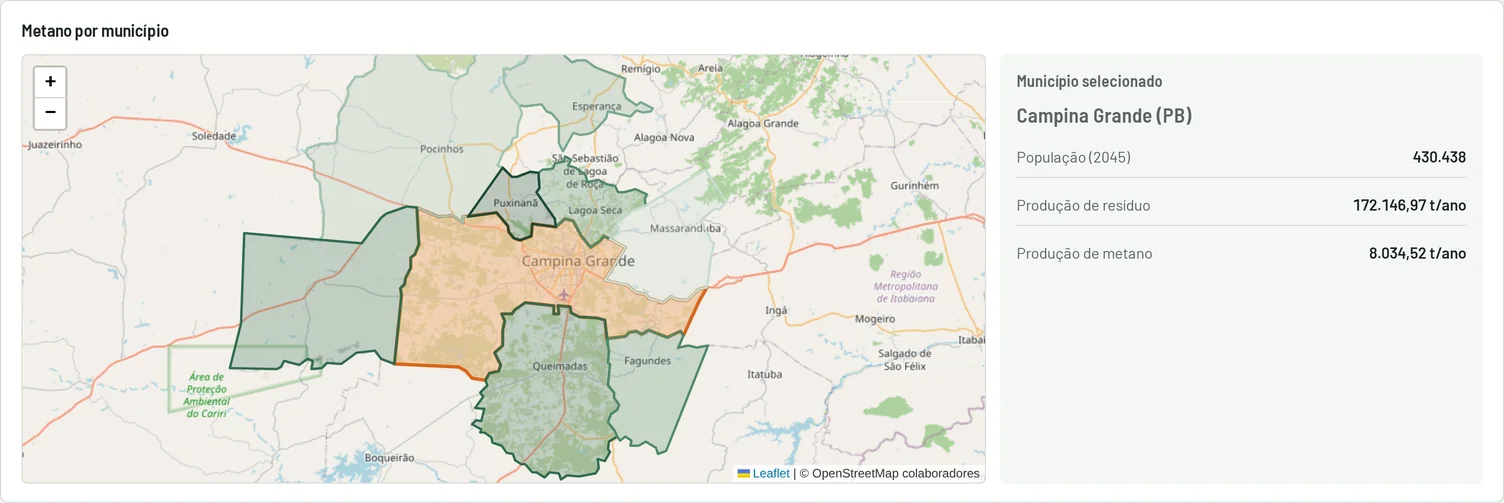 Metano por município
+
−
Remígio
Areia
Esperança
Soledade
Juazeirinho
Pocinhos
Alagoa Nova
Alagoa Grande
São Sebastião
de Lagoa
de Roça
Gurinhém
Puxinanã
Lagoa Seca
Massaranduba
Campina Grande
Região
Metropolitana
de Itabaiana
Ingá
Mogeiro
Itabai
Salgado de
São Félix
Queimadas
Fagundes
Itatuba
Área de
Proteção
Ambiental
do Cariri
Boqueirão
Leaflet | © OpenStreetMap colaboradores
Município selecionado
Campina Grande (PB)
População (2045) 430.438
Produção de resíduo 172.146,97 t/ano
Produção de metano 8.034,52 t/ano